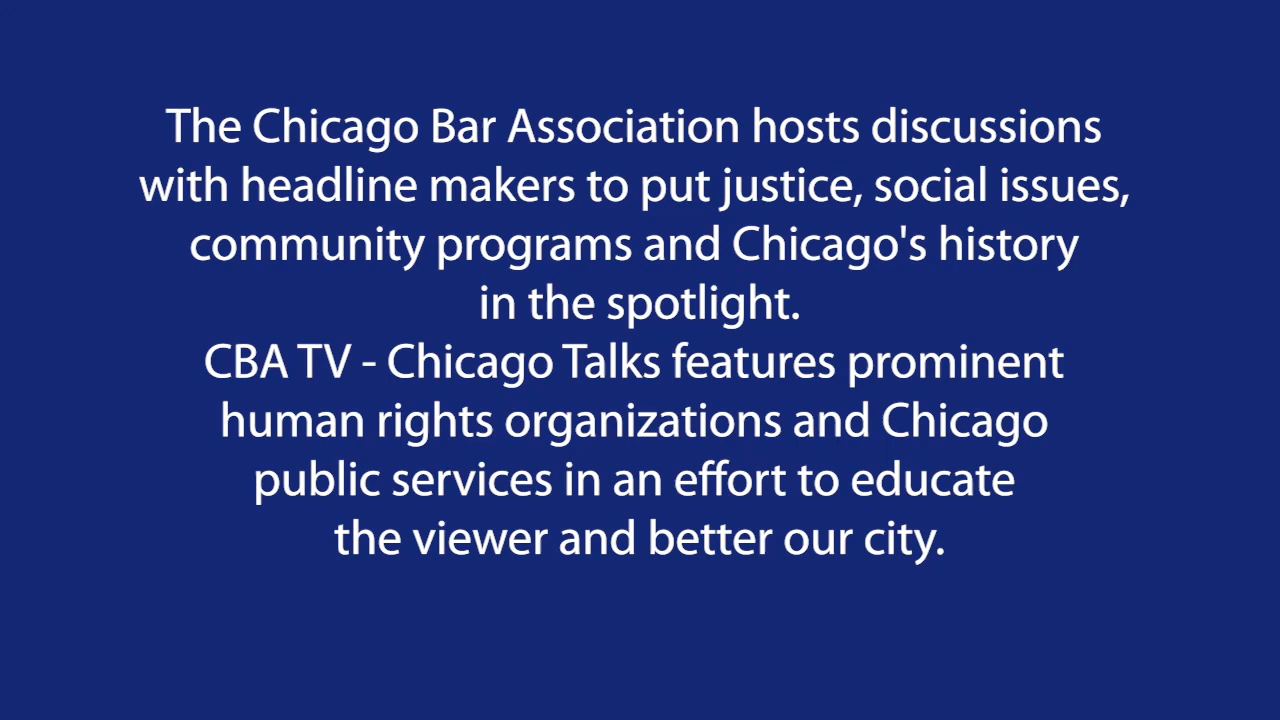 The Chicago Bar Association hosts discussions
with headline makers to put justice, social issues,
community programs and Chicago's history
in the spotlight.
CBA TV - Chicago Talks features prominent
human rights organizations and Chicago
public services in an effort to educate
the viewer and better our city.